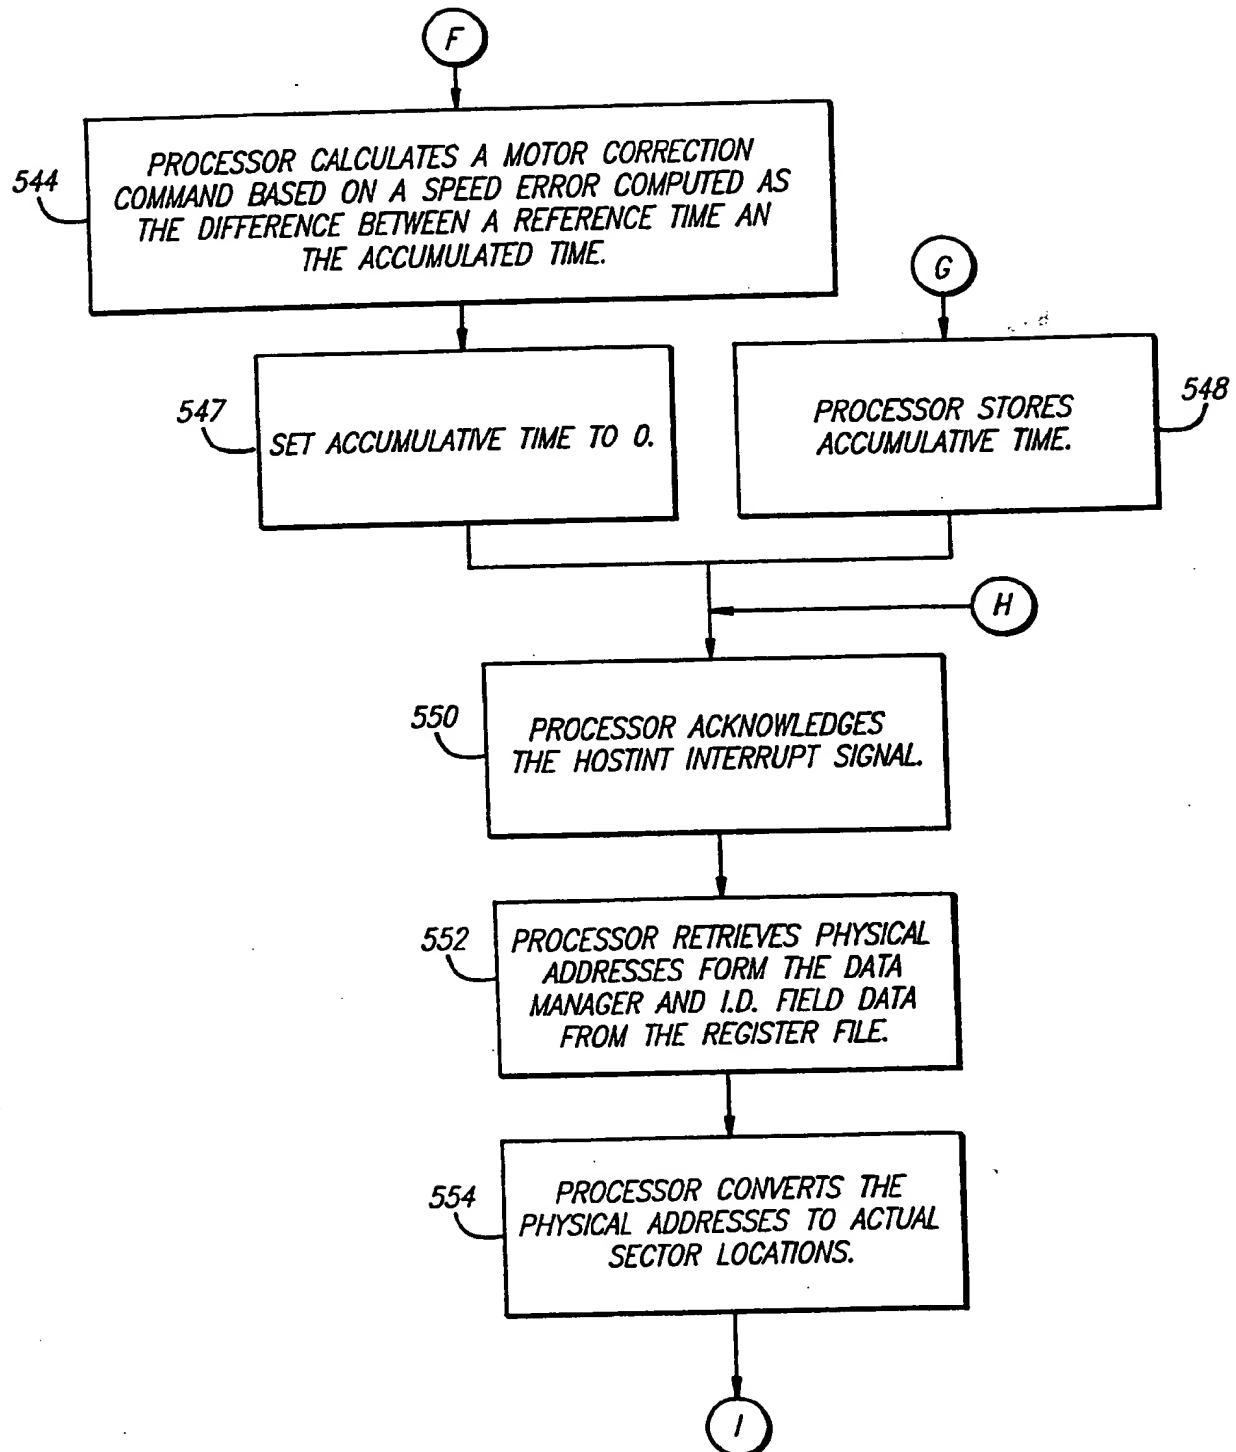 F
544
PROCESSOR CALCULATES A MOTOR CORRECTION
COMMAND BASED ON A SPEED ERROR COMPUTED AS
THE DIFFERENCE BETWEEN A REFERENCE TIME AN
THE ACCUMULATED TIME.
G
547
SET ACCUMULATIVE TIME TO 0.
PROCESSOR STORES
ACCUMULATIVE TIME.
548
H
550
PROCESSOR ACKNOWLEDGES
THE HOSTINT INTERRUPT SIGNAL.
552
PROCESSOR RETRIEVES PHYSICAL
ADDRESSES FORM THE DATA
MANAGER AND I.D. FIELD DATA
FROM THE REGISTER FILE.
554
PROCESSOR CONVERTS THE
PHYSICAL ADDRESSES TO ACTUAL
SECTOR LOCATIONS.
I